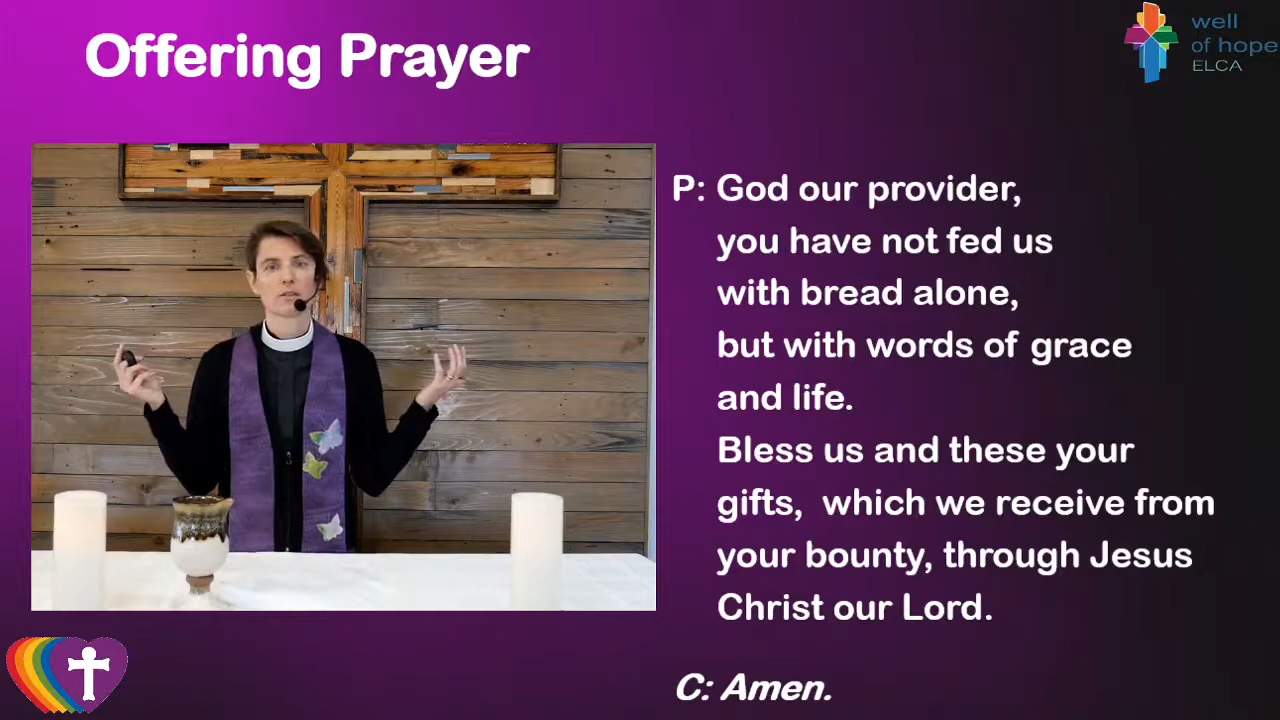 Offering Prayer
well
of hope
ELCA
P: God our provider,
you have not fed us
with bread alone,
but with words of grace
and life.
Bless us and these your
gifts, which we receive from
your bounty, through Jesus
Christ our Lord.
C: Amen.